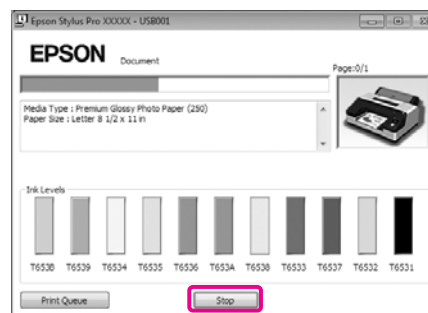 Epson Stylus Pro XXXXX - USB001
EPSON Document
Page:0/1
Media Type : Premium Glossy Photo Paper (250)
Paper Size : Letter 8 1/2 x 11 in
Ink Levels
T653B T6539 T6534 T6535 T6536 T653A T6538 T6533 T6537 T6532 T6531
Print Queue Stop